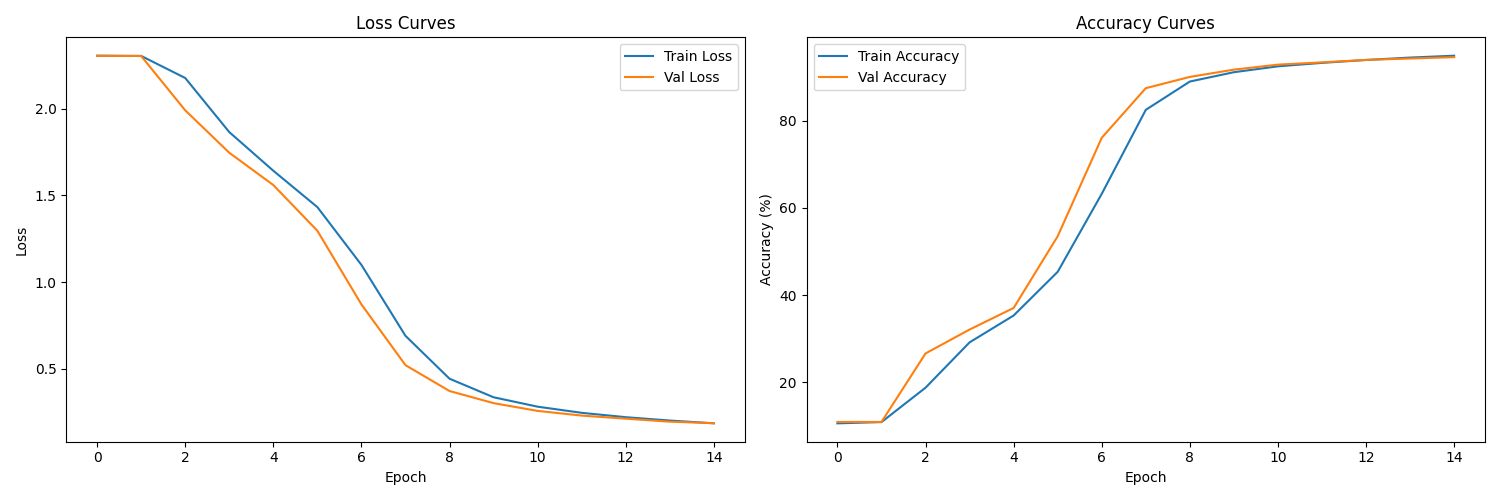 Loss Curves
Train Loss
Val Loss
2.0
1.5
1.0
0.5
Loss
0 2 4 6 8 10 12 14
Epoch
Accuracy Curves
Train Accuracy
Val Accuracy
80
60
40
20
Accuracy (%)
0 2 4 6 8 10 12 14
Epoch